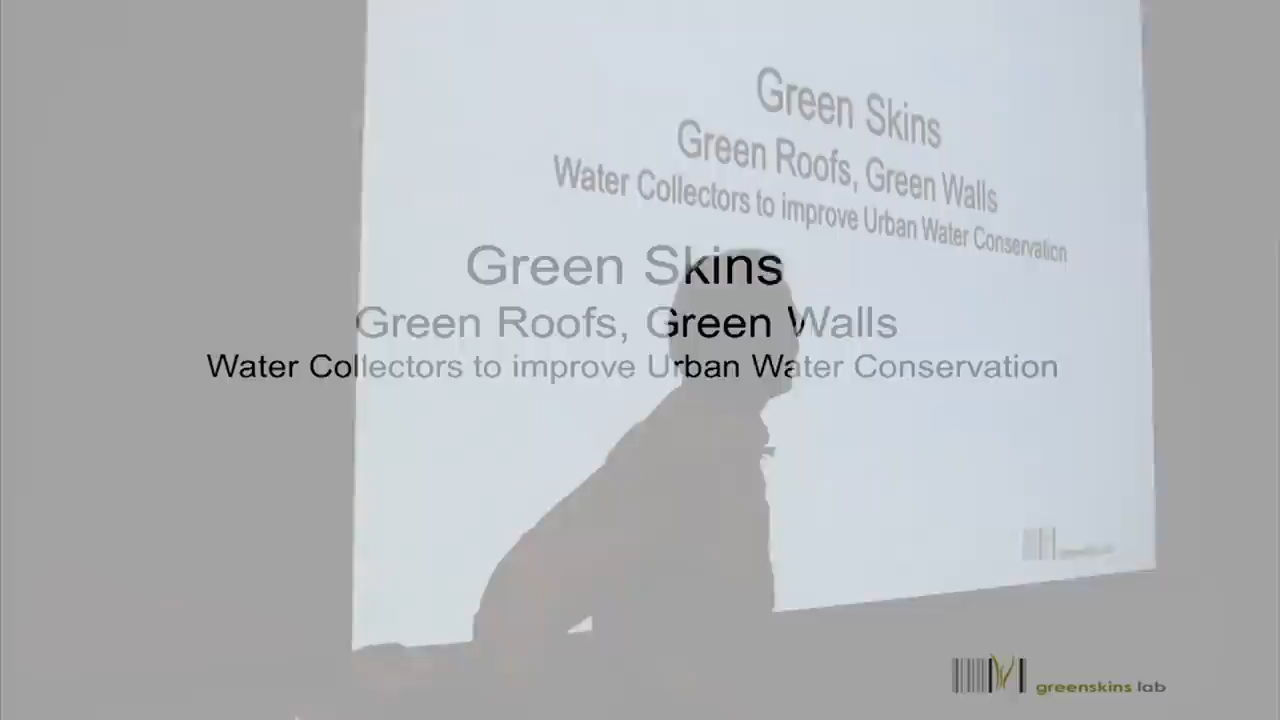 Green Skins
Green Roofs, Green Walls
Water Collectors to improve Urban Water Conservation
Green Skins
Green Roofs, Green Walls
Water Collectors to improve Urban Water Conservation
greenskins lab